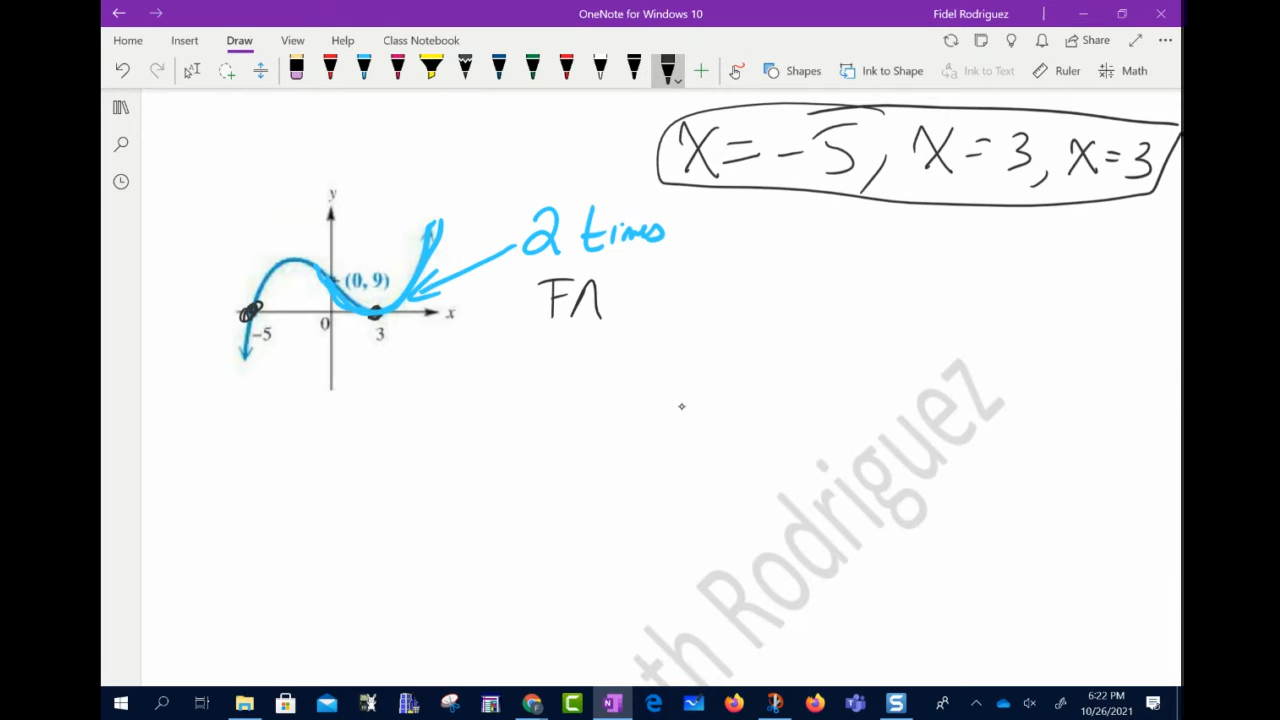 OneNote for Windows 10
Fidel Rodriguez
Home Insert Draw View Help Class Notebook
Share
Shapes Ink to Shape Ink to Text Ruler Math
X=-5, X=3, X=3
y
2 times
(0, 9)
FA
x
0
-5
3
th Rodriguez
6:22 PM
10/26/2021